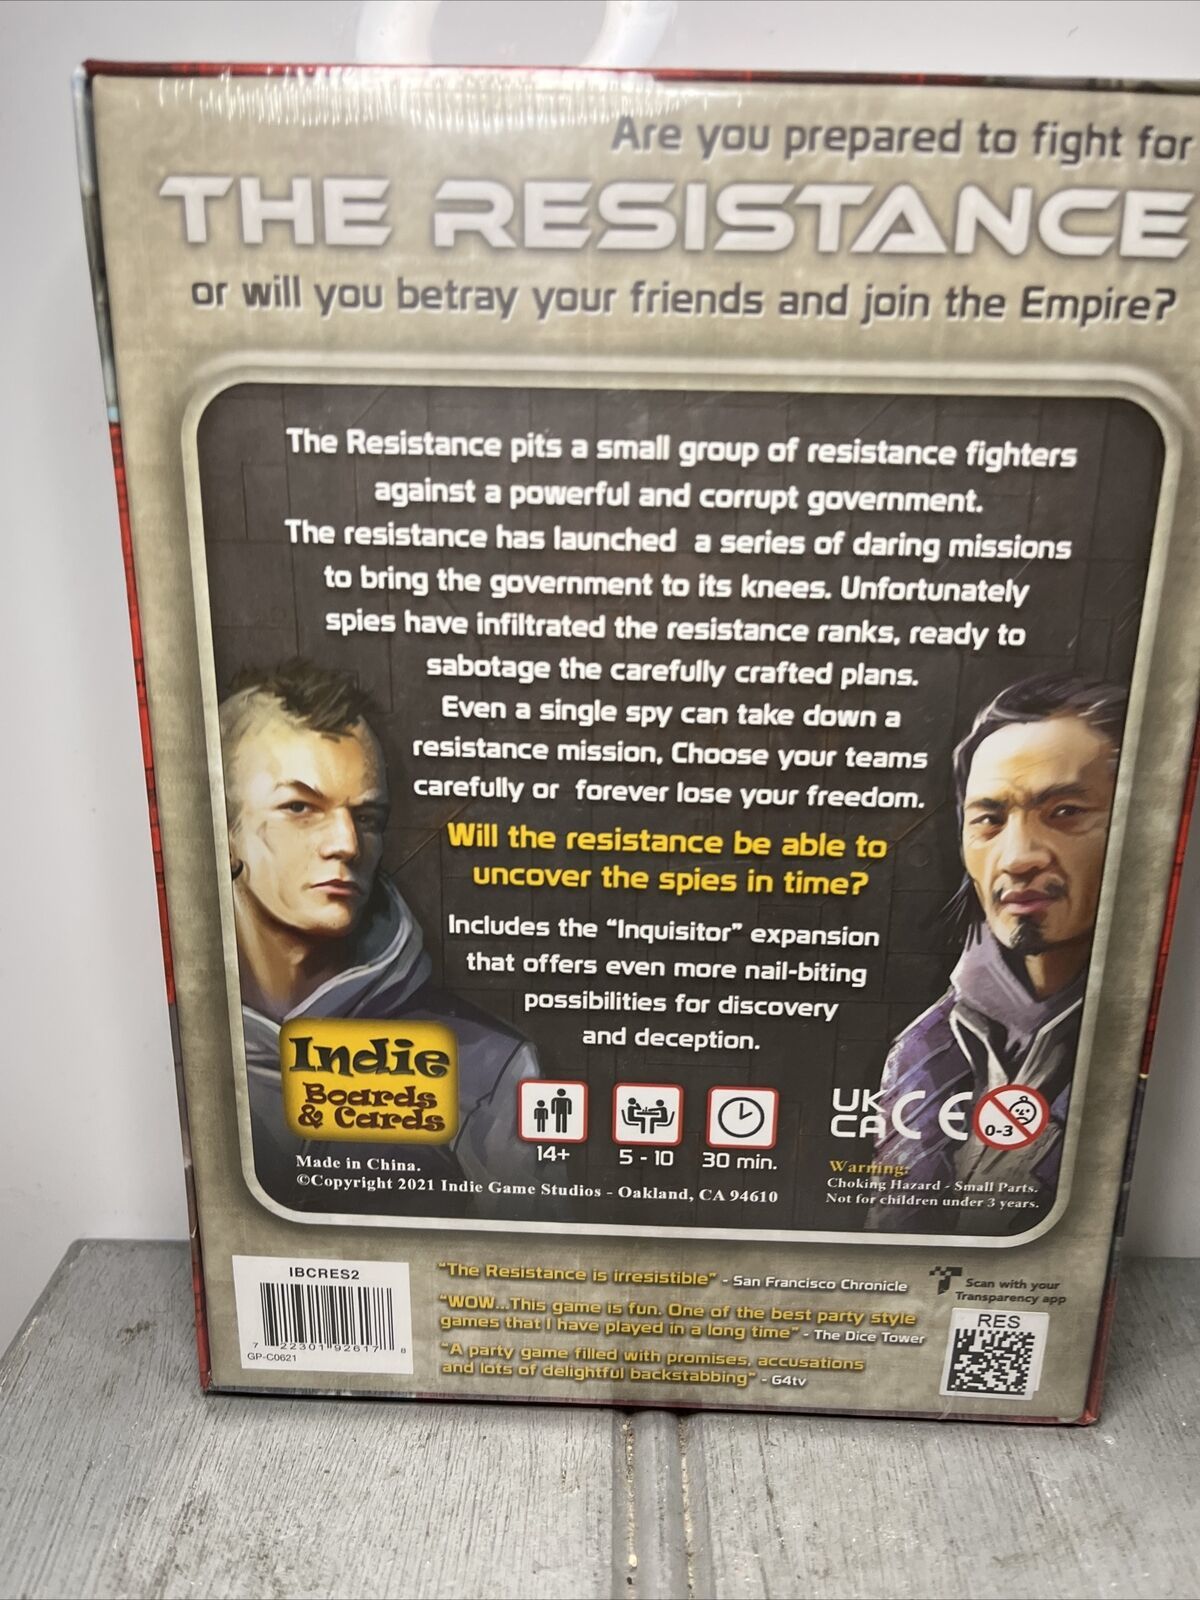 Are you prepared to fight for
THE RESISTANCE
or will you betray your friends and join the Empire?
The Resistance pits a small group of resistance fighters
against a powerful and corrupt government.
The resistance has launched a series of daring missions
to bring the government to its knees. Unfortunately
spies have infiltrated the resistance ranks, ready to
sabotage the carefully crafted plans.
Even a single spy can take down a
resistance mission, Choose your teams
carefully or forever lose your freedom.
Will the resistance be able to
uncover the spies in time?
Includes the “Inquisitor” expansion
that offers even more nail-biting
possibilities for discovery
and deception.
Indie
Boards
& Cards
14+
5 - 10
30 min.
UK
CA
CE
0-3
Made in China.
©Copyright 2021 Indie Game Studios - Oakland, CA 94610
Warning:
Choking Hazard - Small Parts.
Not for children under 3 years.
IBCRES2
7 22301 92617 8
GP-C0621
“The Resistance is irresistible” - San Francisco Chronicle
“WOW...This game is fun. One of the best party style
games that I have played in a long time” - The Dice Tower
“A party game filled with promises, accusations
and lots of delightful backstabbing” - G4tv
Scan with your
Transparency app
RES